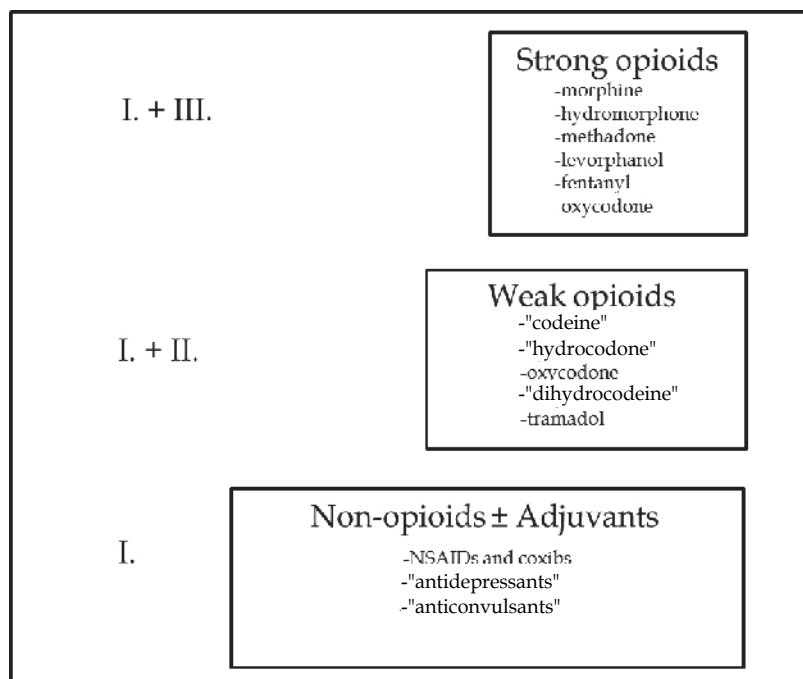 Strong opioids
-morphine
-hydromorphone
-methadone
-levorphanol
-fentanyl
oxycodone
I. + III.
Weak opioids
-"codeine"
-"hydrocodone"
-oxycodone
-"dihydrocodeine"
-tramadol
I. + II.
Non-opioids ± Adjuvants
-NSAIDs and coxibs
-"antidepressants"
-"anticonvulsants"
I.